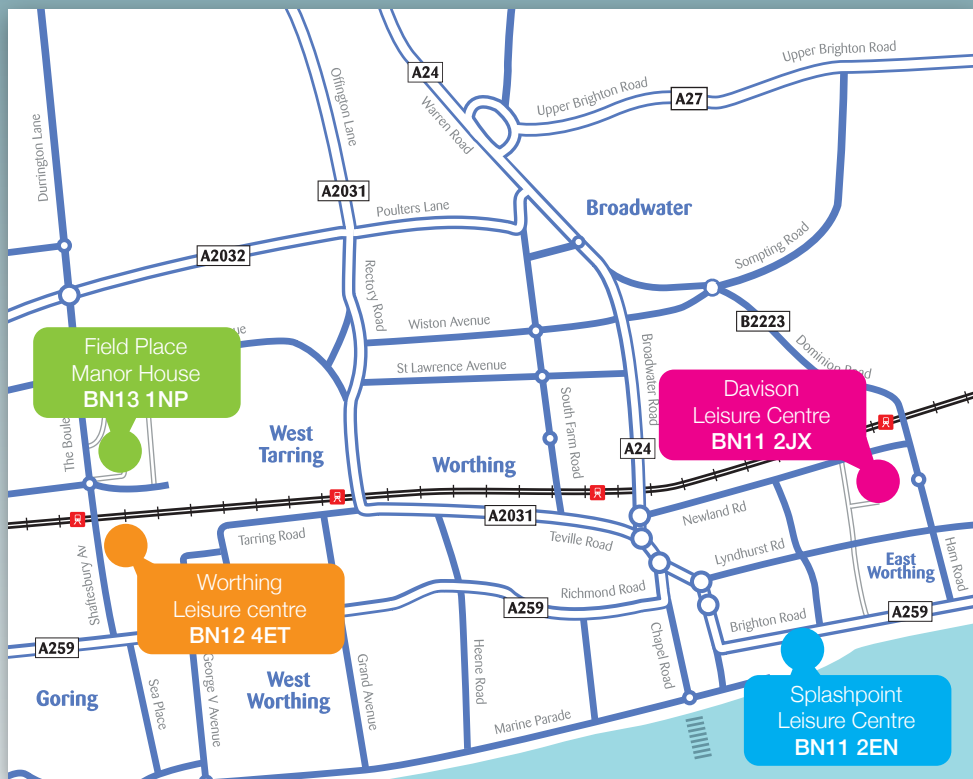 A24
Upper Brighton Road
Upper Brighton Road
A27
Offington Lane
Warren Road
Durrington Lane
A2031
Poulters Lane
Broadwater
A2032
Sompting Road
Rectory Road
Wiston Avenue
B2223
Field Place
Manor House
BN13 1NP
St Lawrence Avenue
Broadwater Road
Dominion Road
Davison
Leisure Centre
BN11 2JX
South Farm Road
The Boule
West
Tarring
Worthing
A24
A2031
Newland Rd
Tarring Road
Teville Road
Lyndhurst Rd
East
Worthing
Ham Road
Shaftesbury AV
Worthing
Leisure centre
BN12 4ET
Richmond Road
A259
Brighton Road
A259
A259
Chapel Road
Heene Road
Grand Avenue
George V Avenue
Sea Place
Goring
West
Worthing
Marine Parade
Splashpoint
Leisure Centre
BN11 2EN